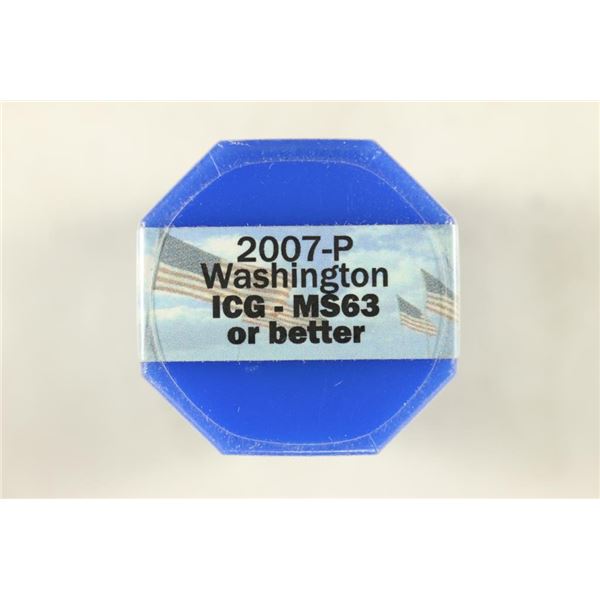 2007-P
Washington
ICG - MS63
or better